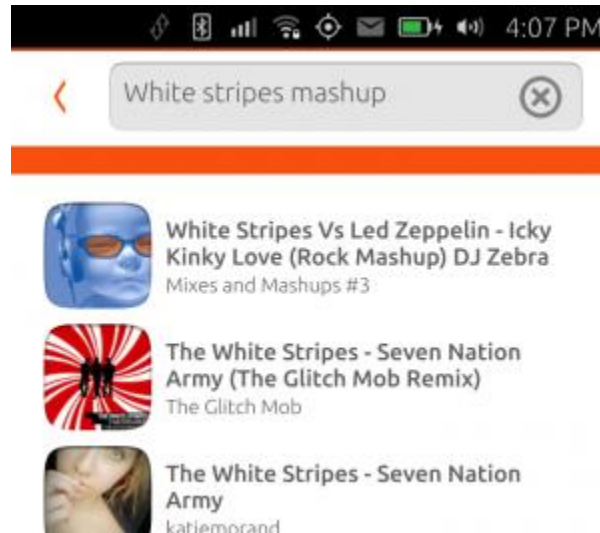 4:07 PM
White stripes mashup
White Stripes Vs Led Zeppelin - Icky
Kinky Love (Rock Mashup) DJ Zebra
Mixes and Mashups #3
The White Stripes - Seven Nation
Army (The Glitch Mob Remix)
The Glitch Mob
The White Stripes - Seven Nation
Army
katiemorand